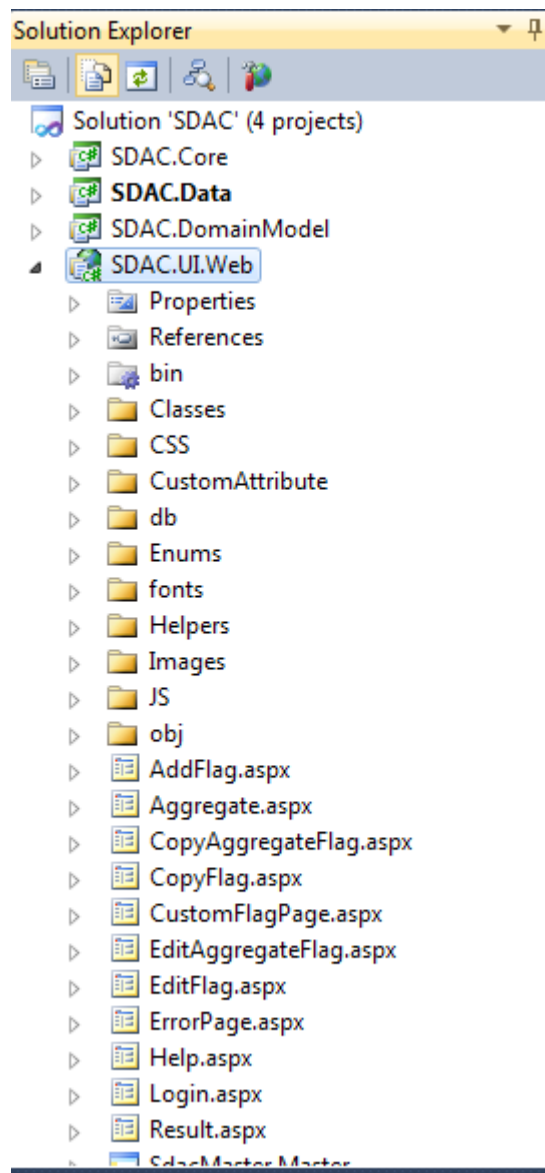 Solution Explorer
Solution 'SDAC' (4 projects)
SDAC.Core
SDAC.Data
SDAC.DomainModel
SDAC.UI.Web
Properties
References
bin
Classes
CSS
CustomAttribute
db
Enums
fonts
Helpers
Images
JS
obj
AddFlag.aspx
Aggregate.aspx
CopyAggregateFlag.aspx
CopyFlag.aspx
CustomFlagPage.aspx
EditAggregateFlag.aspx
EditFlag.aspx
ErrorPage.aspx
Help.aspx
Login.aspx
Result.aspx
SdacMaster.Master